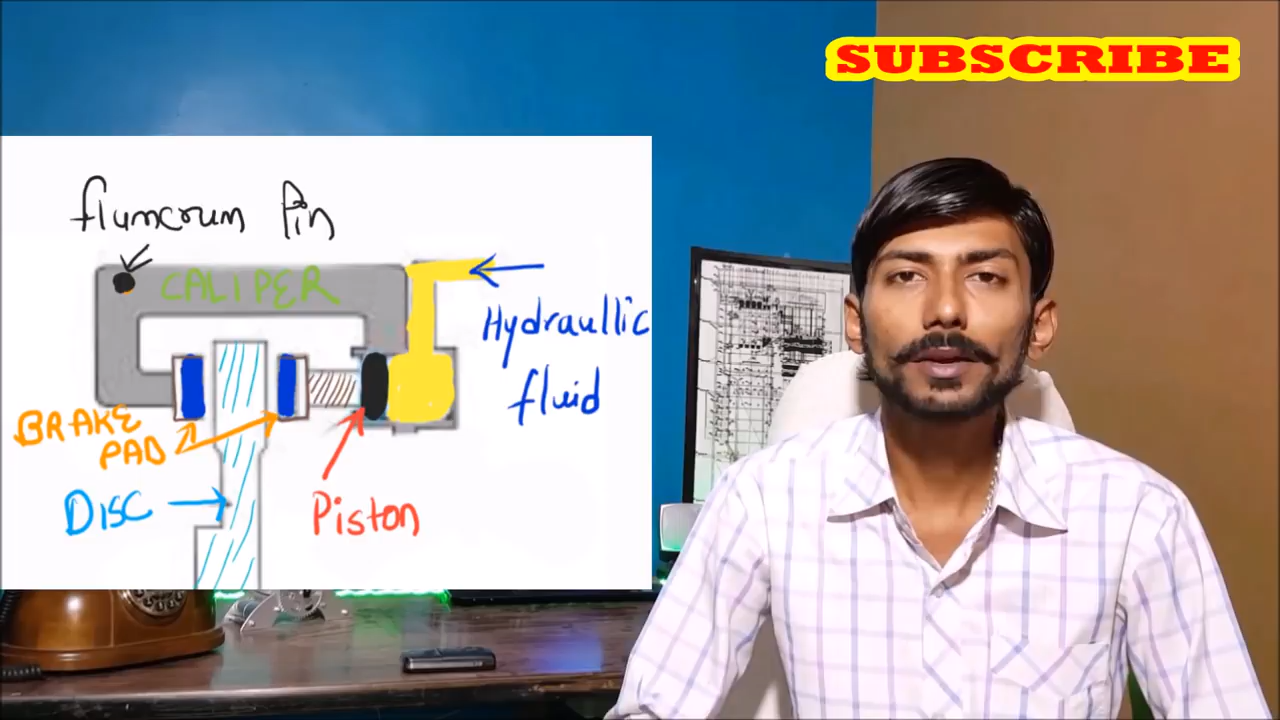 SUBSCRIBE
flumcrum Pin
CALIPER
Hydraullic
fluid
BRAKE
PAD
DISC
Piston